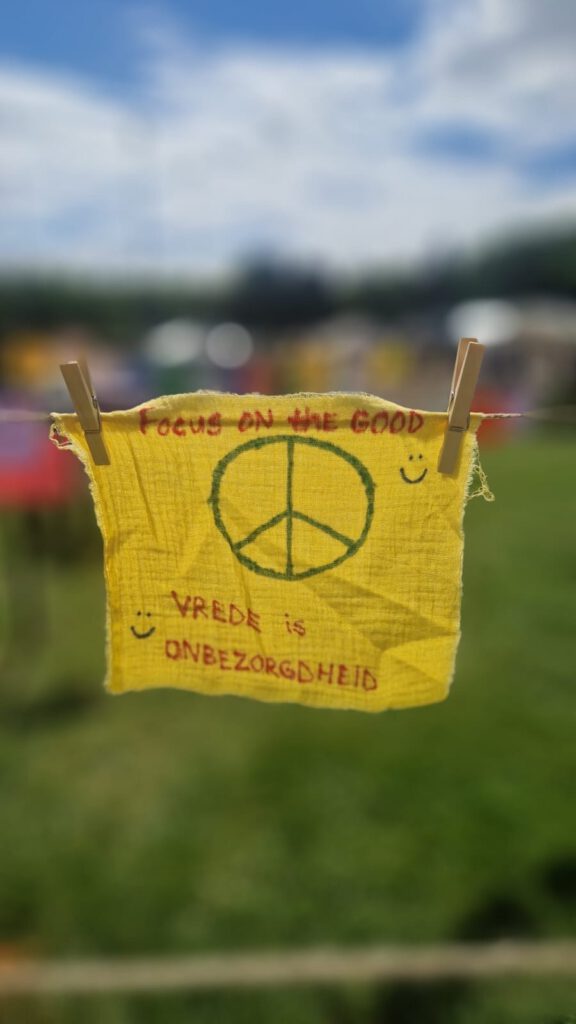 Focus on the GOOD
VREDE is
ONBEZORGDHEID